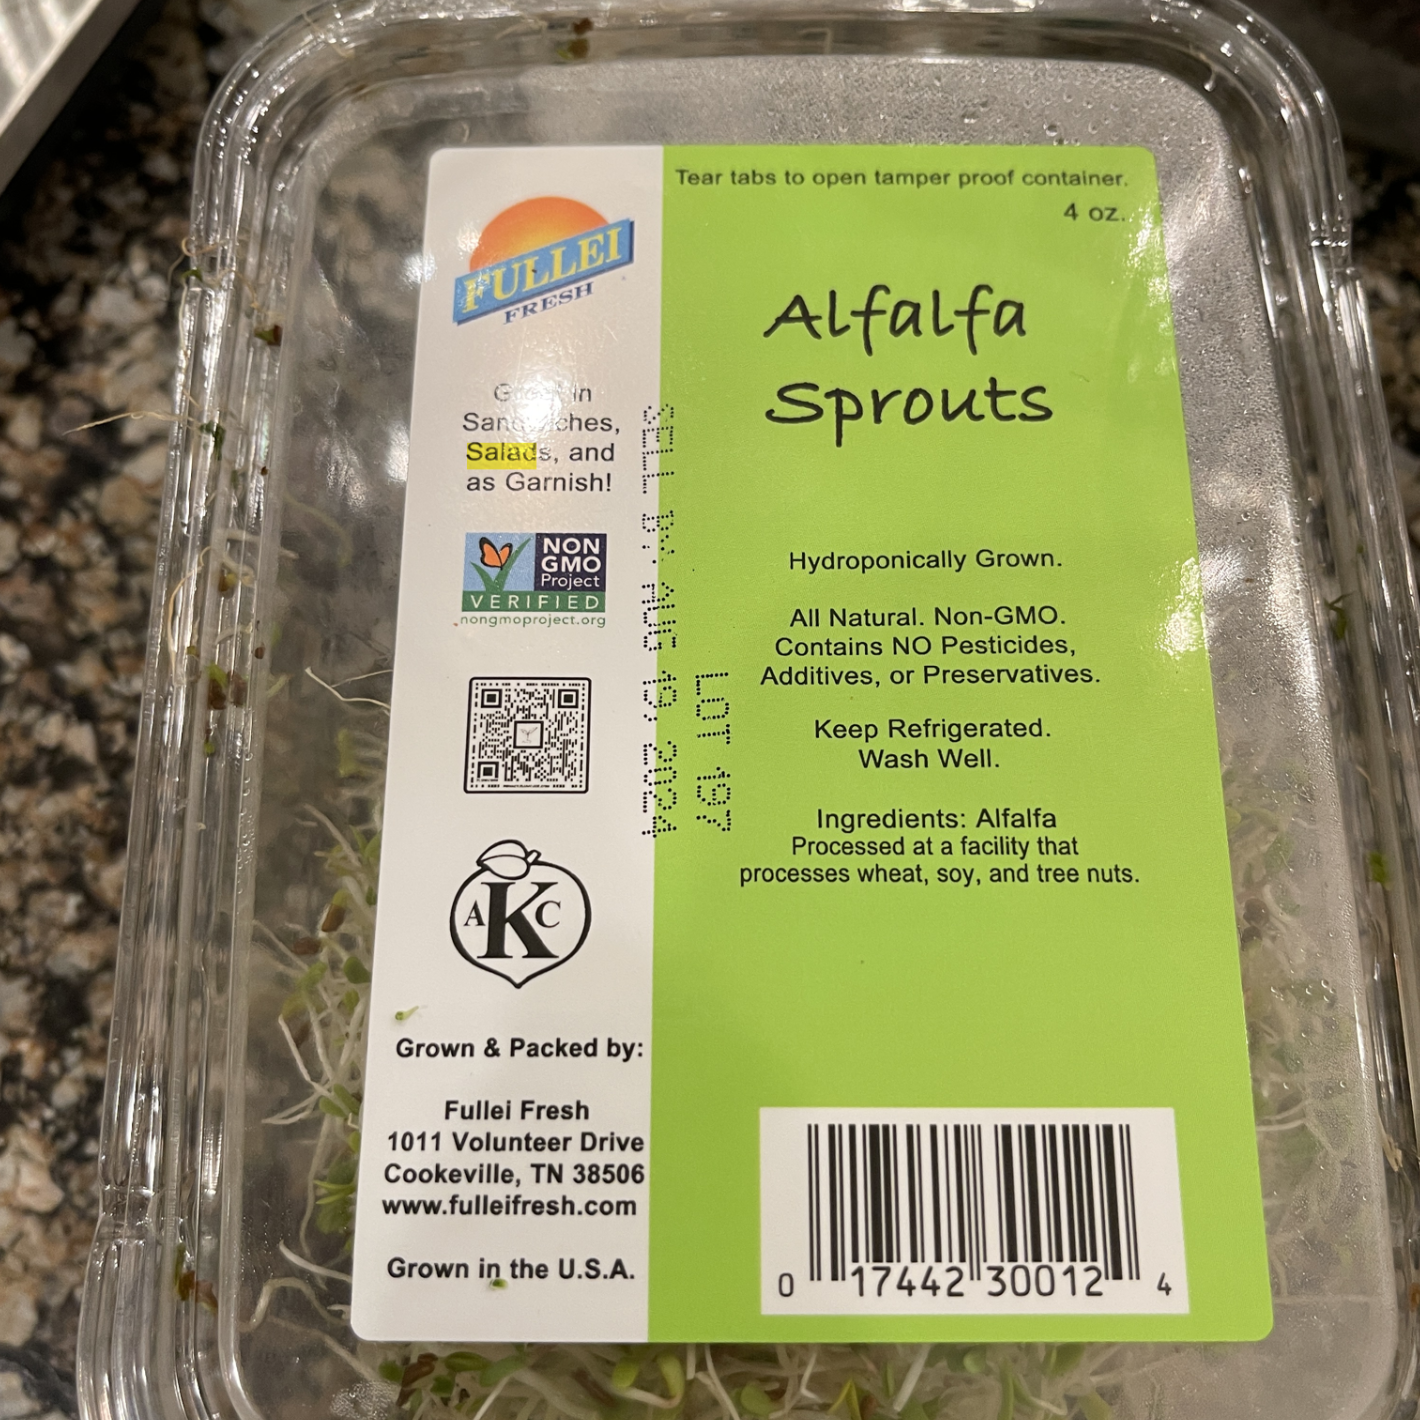 FULLEI
FRESH
in
Salads, and
as Garnish!
NON
GMO
Project
VERIFIED
nongmoproject.org
A K C
Grown & Packed by:
Fullei Fresh
1011 Volunteer Drive
Cookeville, TN 38506
www.fulleifresh.com
Grown in the U.S.A.
SELL BY: AUG 19, 2024
LOT 197
Tear tabs to open tamper proof container.
4 oz.
Alfalfa
Sprouts
Hydroponically Grown.
All Natural. Non-GMO.
Contains NO Pesticides,
Additives, or Preservatives.
Keep Refrigerated.
Wash Well.
Ingredients: Alfalfa
Processed at a facility that
processes wheat, soy, and tree nuts.
0 17442 30012 4